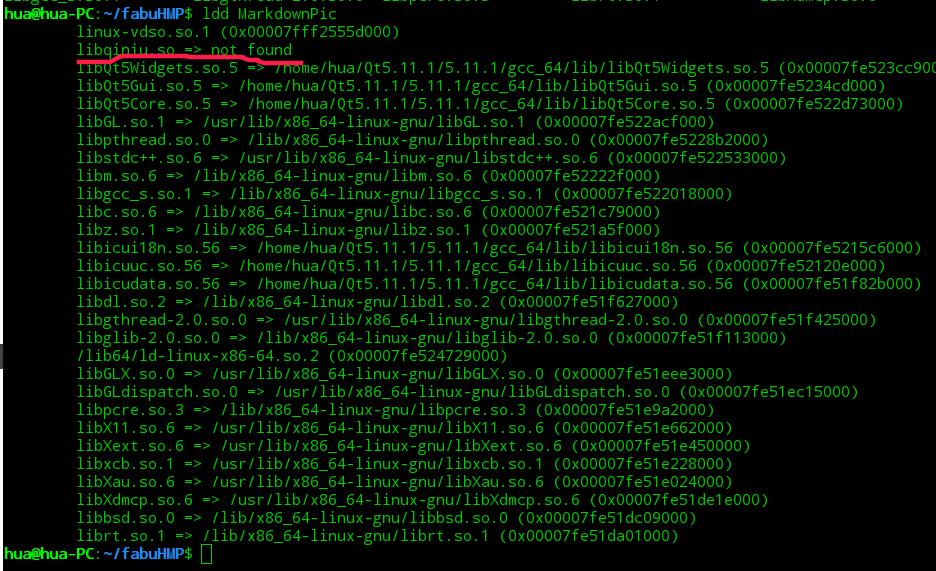 hua@hua-PC:~/fabuHMP$ ldd MarkdownPic
linux-vdso.so.1 (0x00007fff2555d000)
libqiniu.so => not found
libQt5Widgets.so.5 => /home/hua/Qt5.11.1/5.11.1/gcc_64/lib/libQt5Widgets.so.5 (0x00007fe523cc900
libQt5Gui.so.5 => /home/hua/Qt5.11.1/5.11.1/gcc_64/lib/libQt5Gui.so.5 (0x00007fe5234cd000)
libQt5Core.so.5 => /home/hua/Qt5.11.1/5.11.1/gcc_64/lib/libQt5Core.so.5 (0x00007fe522d73000)
libGL.so.1 => /usr/lib/x86_64-linux-gnu/libGL.so.1 (0x00007fe522acf000)
libpthread.so.0 => /lib/x86_64-linux-gnu/libpthread.so.0 (0x00007fe5228b2000)
libstdc++.so.6 => /usr/lib/x86_64-linux-gnu/libstdc++.so.6 (0x00007fe522533000)
libm.so.6 => /lib/x86_64-linux-gnu/libm.so.6 (0x00007fe52222f000)
libgcc_s.so.1 => /lib/x86_64-linux-gnu/libgcc_s.so.1 (0x00007fe522018000)
libc.so.6 => /lib/x86_64-linux-gnu/libc.so.6 (0x00007fe521c79000)
libz.so.1 => /lib/x86_64-linux-gnu/libz.so.1 (0x00007fe521a5f000)
libicui18n.so.56 => /home/hua/Qt5.11.1/5.11.1/gcc_64/lib/libicui18n.so.56 (0x00007fe5215c6000)
libicuuc.so.56 => /home/hua/Qt5.11.1/5.11.1/gcc_64/lib/libicuuc.so.56 (0x00007fe52120e000)
libicudata.so.56 => /home/hua/Qt5.11.1/5.11.1/gcc_64/lib/libicudata.so.56 (0x00007fe51f82b000)
libdl.so.2 => /lib/x86_64-linux-gnu/libdl.so.2 (0x00007fe51f627000)
libgthread-2.0.so.0 => /usr/lib/x86_64-linux-gnu/libgthread-2.0.so.0 (0x00007fe51f425000)
libglib-2.0.so.0 => /lib/x86_64-linux-gnu/libglib-2.0.so.0 (0x00007fe51f113000)
/lib64/ld-linux-x86-64.so.2 (0x00007fe524729000)
libGLX.so.0 => /usr/lib/x86_64-linux-gnu/libGLX.so.0 (0x00007fe51eee3000)
libGLdispatch.so.0 => /usr/lib/x86_64-linux-gnu/libGLdispatch.so.0 (0x00007fe51ec15000)
libpcre.so.3 => /lib/x86_64-linux-gnu/libpcre.so.3 (0x00007fe51e9a2000)
libX11.so.6 => /usr/lib/x86_64-linux-gnu/libX11.so.6 (0x00007fe51e662000)
libXext.so.6 => /usr/lib/x86_64-linux-gnu/libXext.so.6 (0x00007fe51e450000)
libxcb.so.1 => /usr/lib/x86_64-linux-gnu/libxcb.so.1 (0x00007fe51e228000)
libXau.so.6 => /usr/lib/x86_64-linux-gnu/libXau.so.6 (0x00007fe51e024000)
libXdmcp.so.6 => /usr/lib/x86_64-linux-gnu/libXdmcp.so.6 (0x00007fe51de1e000)
libbsd.so.0 => /lib/x86_64-linux-gnu/libbsd.so.0 (0x00007fe51dc09000)
librt.so.1 => /lib/x86_64-linux-gnu/librt.so.1 (0x00007fe51da01000)
hua@hua-PC:~/fabuHMP$